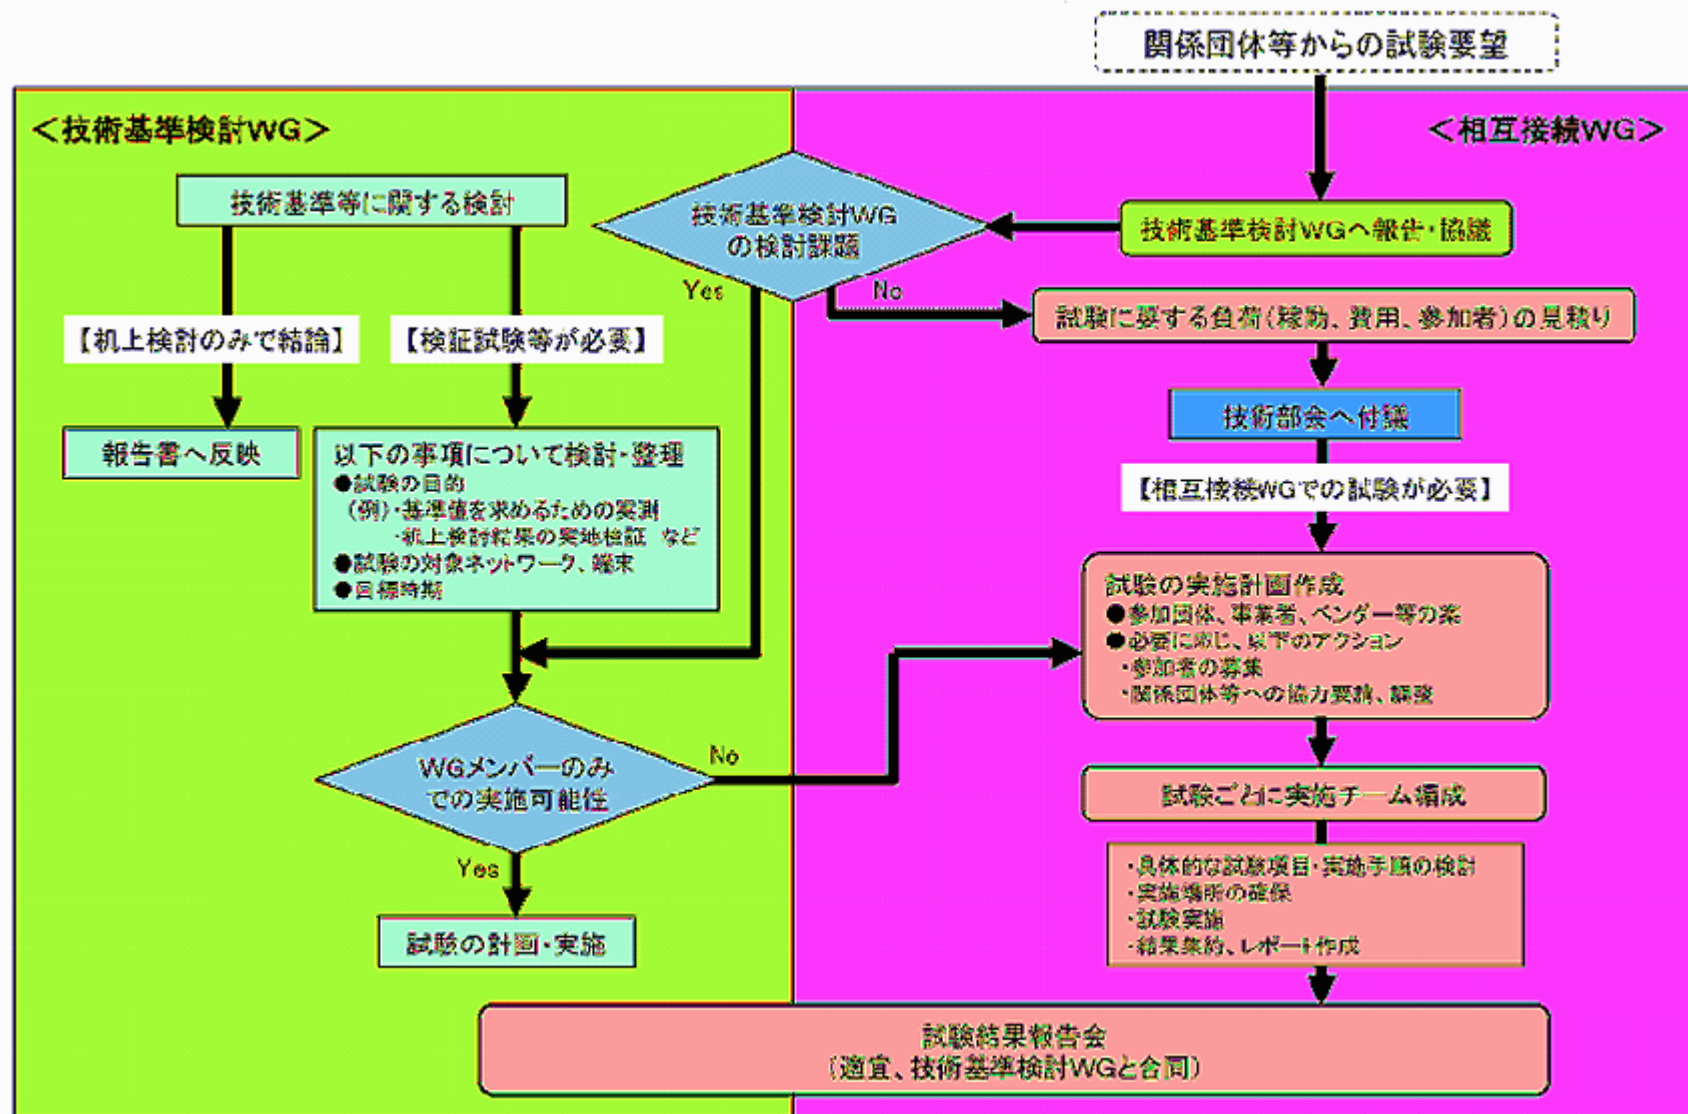 関係団体等からの試験要望
＜技術基準検討WG＞
＜相互接続WG＞
技術基準等に関する検討
技術基準検討WG
の検討課題
技術基準検討WGへ報告・協議
Yes
No
試験に要する負荷(稼動、費用、参加者)の見積り
【机上検討のみで結論】
【検証試験等が必要】
技術部会へ付議
報告書へ反映
以下の事項について検討・整理
●試験の目的
(例)・基準値を求めるための実測
・机上検討結果の実地検証 など
●試験の対象ネットワーク、端末
●目標時期
【相互接続WGでの試験が必要】
試験の実施計画作成
●参加団体、事業者、ベンダー等の案
●必要に応じ、以下のアクション
・参加者の募集
・関係団体等への協力要請、調整
WGメンバーのみ
での実施可能性
No
Yes
試験ごとに実施チーム編成
・具体的な試験項目・実施手順の検討
・実施場所の確保
・試験実施
・結果集約、レポート作成
試験の計画・実施
試験結果報告会
(適宜、技術基準検討WGと合同)